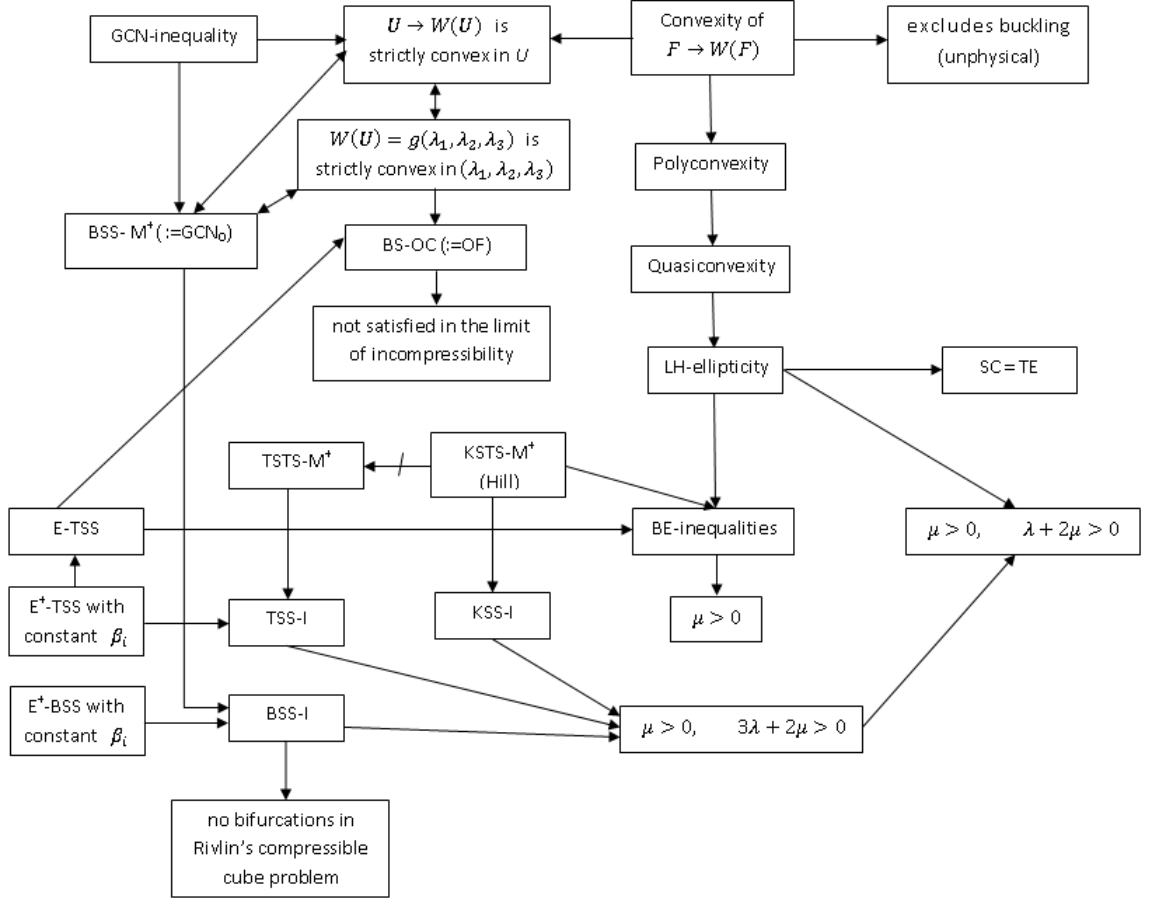 GCN-inequality
U → W(U) is
strictly convex in U
Convexity of
F → W(F)
excludes buckling
(unphysical)
W(U) = g(λ₁, λ₂, λ₃) is
strictly convex in (λ₁, λ₂, λ₃)
Polyconvexity
BSS- M⁺ ( :=GCN₀)
BS-OC (:=OF)
Quasiconvexity
not satisfied in the limit
of incompressibility
LH-ellipticity
SC = TE
TSTS-M⁺
KSTS-M⁺
(Hill)
E-TSS
BE-inequalities
μ > 0, λ + 2μ > 0
E⁺-TSS with
constant βᵢ
TSS-I
KSS-I
μ > 0
E⁺-BSS with
constant βᵢ
BSS-I
μ > 0, 3λ + 2μ > 0
no bifurcations in
Rivlin's compressible
cube problem